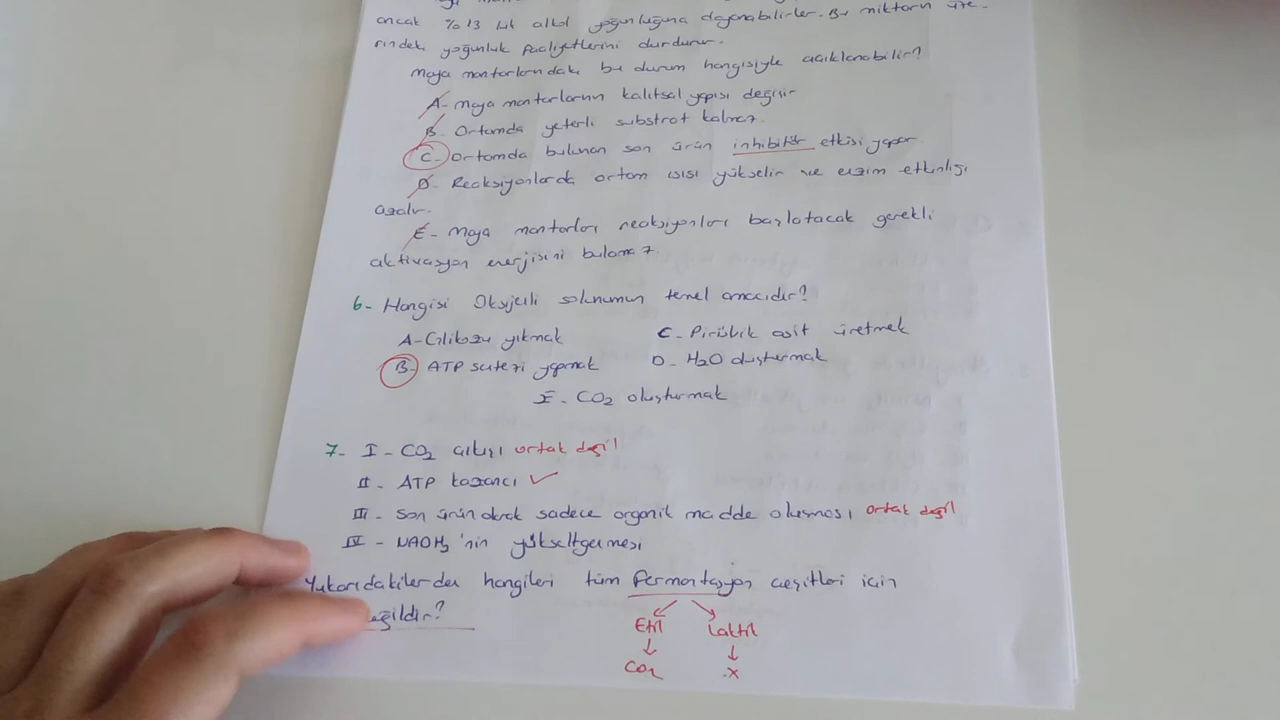 ancak %13 lük alkol yoğunluğuna dayanabilirler. Bu miktarın üze-
rindeki yoğunluk faaliyetlerini durdurur.
Maya mantarlarındaki bu durum hangisiyle açıklanabilir?
A- Maya mantarlarının kalıtsal yapısı değişir
B- Ortamda yeterli substrat kalmaz.
C- Ortamda bulunan son ürün inhibitör etkisi yapar
D- Reaksiyonlarda ortam ısısı yükselir ve enzim etkinliği
azalır.
E- Maya mantarları reaksiyonları başlatacak gerekli
aktivasyon enerjisini bulamaz.
6- Hangisi Oksijenli solunumun temel amacıdır?
A- Glikozu yıkmak C- Pirüvik asit üretmek
B- ATP sentezi yapmak D- H2O oluşturmak
E- CO2 oluşturmak
7- I- CO2 çıkışı ortak değil
II- ATP kazancı ✓
III- Son ürün olarak sadece organik madde oluşması ortak değil
IV- NADH2 'nin yükseltgenmesi
Yukarıdakilerden hangileri tüm Fermantasyon çeşitleri için
değildir?
Etil Laktik
CO2 X